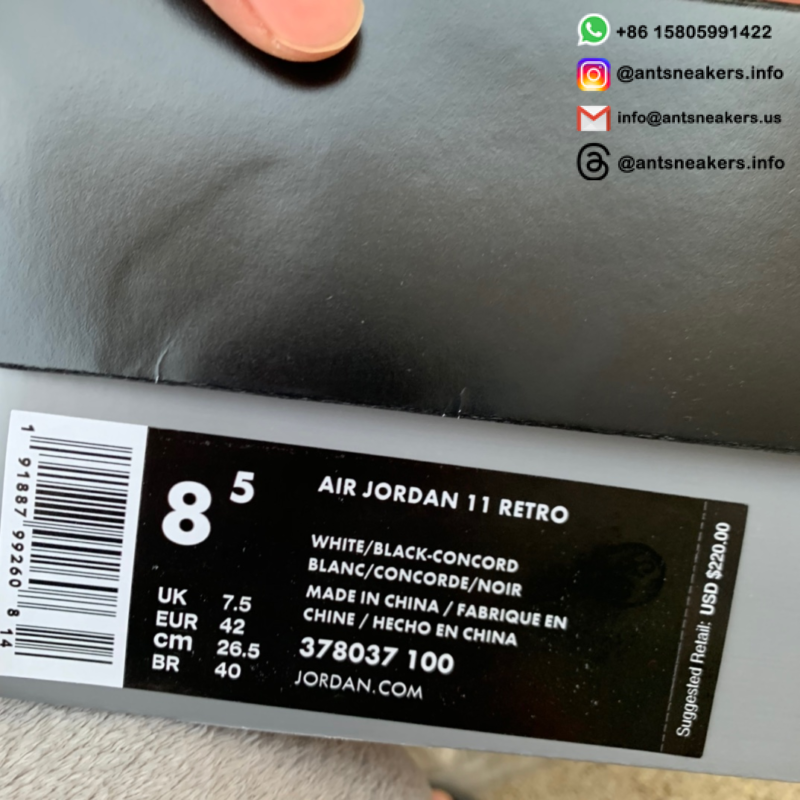 +86 15805991422
@antsneakers.info
info@antsneakers.us
@antsneakers.info
8 5
AIR JORDAN 11 RETRO
WHITE/BLACK-CONCORD
BLANC/CONCORDE/NOIR
MADE IN CHINA / FABRIQUE EN
CHINE / HECHO EN CHINA
378037 100
JORDAN.COM
UK 7.5
EUR 42
cm 26.5
BR 40
Suggested Retail: USD $220.00
1 91887 99260 8 14